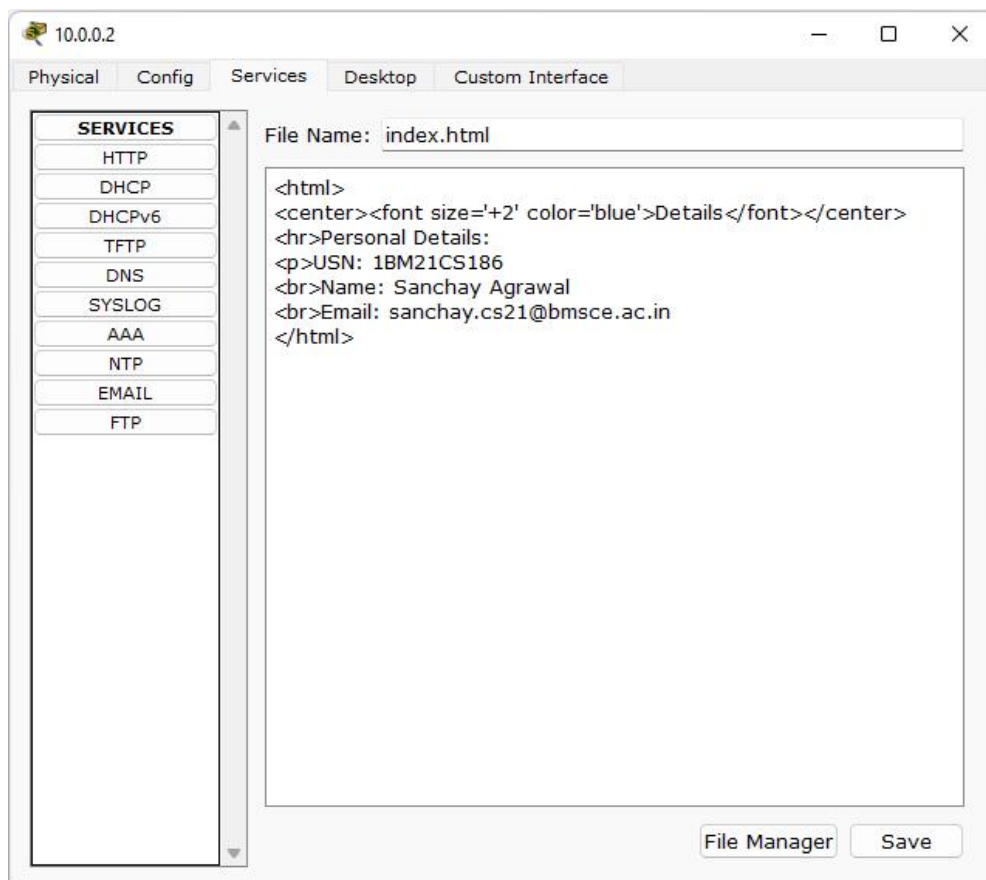 10.0.0.2
Physical Config Services Desktop Custom Interface
SERVICES
HTTP
DHCP
DHCPv6
TFTP
DNS
SYSLOG
AAA
NTP
EMAIL
FTP
File Name: index.html
<html>
<center><font size='+2' color='blue'>Details</font></center>
<hr>Personal Details:
<p>USN: 1BM21CS186
<br>Name: Sanchay Agrawal
<br>Email: sanchay.cs21@bmsce.ac.in
</html>
File Manager Save